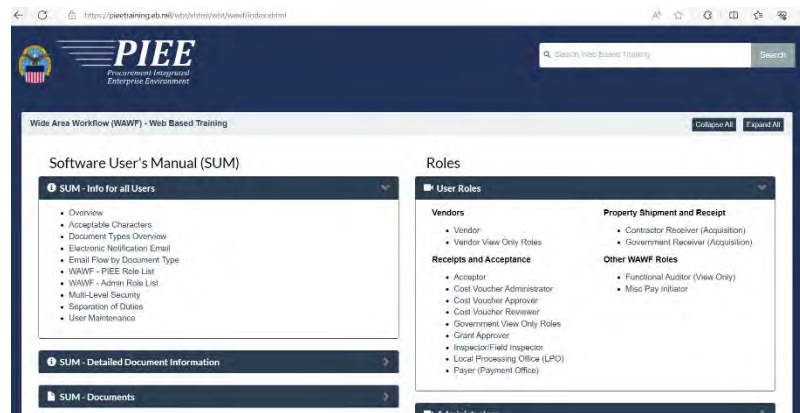 https://pieetraining.eb.mil/wbt/xhtml/wbt/wawf/index.xhtml
PIEE
Procurement Integrated
Enterprise Environment
Search Web Based Training
Search
Wide Area Workflow (WAWF) - Web Based Training
Collapse All
Expand All
Software User's Manual (SUM)
SUM - Info for all Users
Overview
Acceptable Characters
Document Types Overview
Electronic Notification Email
Email Flow by Document Type
WAWF - PIEE Role List
WAWF - Admin Role List
Multi-Level Security
Separation of Duties
User Maintenance
SUM - Detailed Document Information
SUM - Documents
Roles
User Roles
Vendors
Vendor
Vendor View Only Roles
Receipts and Acceptance
Acceptor
Cost Voucher Administrator
Cost Voucher Approver
Cost Voucher Reviewer
Government View Only Roles
Grant Approver
Inspector/Field Inspector
Local Processing Office (LPO)
Payer (Payment Office)
Property Shipment and Receipt
Contractor Receiver (Acquisition)
Government Receiver (Acquisition)
Other WAWF Roles
Functional Auditor (View Only)
Misc Pay Initiator